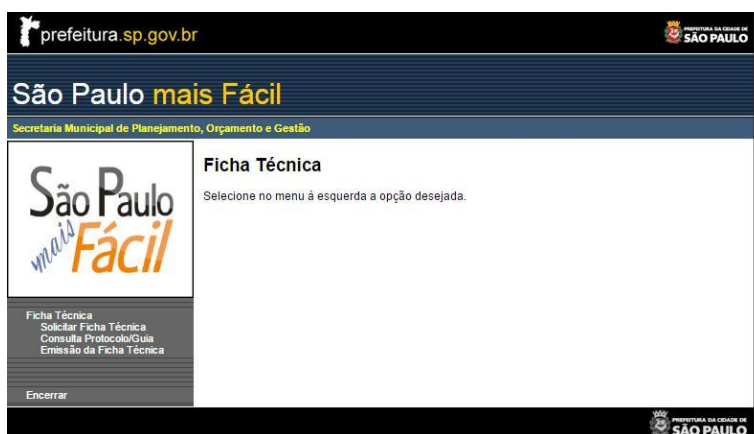 prefeitura.sp.gov.br
PREFEITURA DA CIDADE DE
SÃO PAULO
São Paulo mais Fácil
Secretaria Municipal de Planejamento, Orçamento e Gestão
São Paulo
mais
Fácil
Ficha Técnica
Selecione no menu à esquerda a opção desejada.
Ficha Técnica
Solicitar Ficha Técnica
Consulta Protocolo/Guia
Emissão da Ficha Técnica
Encerrar
PREFEITURA DA CIDADE DE
SÃO PAULO